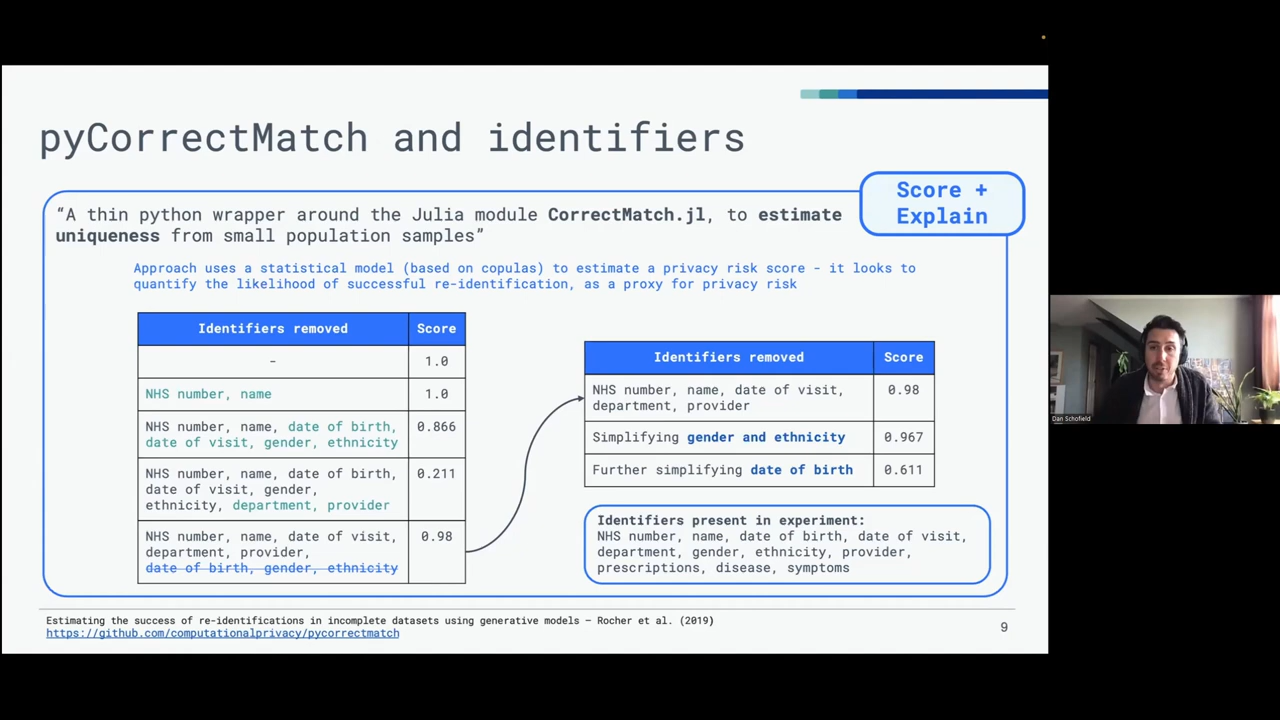 pyCorrectMatch and identifiers
Score +
Explain
“A thin python wrapper around the Julia module CorrectMatch.jl, to estimate
uniqueness from small population samples”
Approach uses a statistical model (based on copulas) to estimate a privacy risk score - it looks to
quantify the likelihood of successful re-identification, as a proxy for privacy risk
Identifiers removed Score
- 1.0
NHS number, name 1.0
NHS number, name, date of birth, 0.866
date of visit, gender, ethnicity
NHS number, name, date of birth, 0.211
date of visit, gender,
ethnicity, department, provider
NHS number, name, date of visit, 0.98
department, provider,
date of birth, gender, ethnicity
Identifiers removed Score
NHS number, name, date of visit, 0.98
department, provider
Simplifying gender and ethnicity 0.967
Further simplifying date of birth 0.611
Identifiers present in experiment:
NHS number, name, date of birth, date of visit,
department, gender, ethnicity, provider,
prescriptions, disease, symptoms
Estimating the success of re-identifications in incomplete datasets using generative models – Rocher et al. (2019)
https://github.com/computationalprivacy/pycorrectmatch
9
Dan Schofield